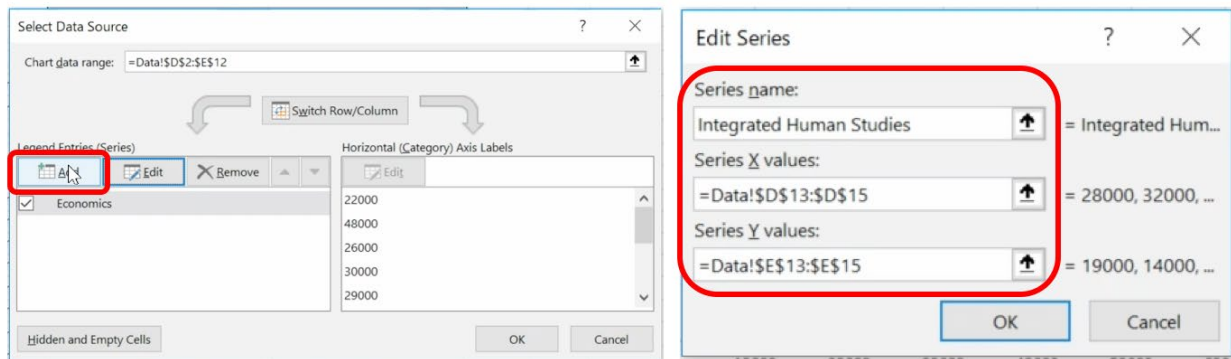 Select Data Source ? ×
Chart data range: =Data!$D$2:$E$12
Switch Row/Column
Legend Entries (Series)
Edit Remove
Economics
Horizontal (Category) Axis Labels
Edit
22000
48000
26000
30000
29000
Hidden and Empty Cells
OK Cancel
Edit Series ? ×
Series name:
Integrated Human Studies = Integrated Hum...
Series X values:
=Data!$D$13:$D$15 = 28000, 32000, ...
Series Y values:
=Data!$E$13:$E$15 = 19000, 14000, ...
OK Cancel